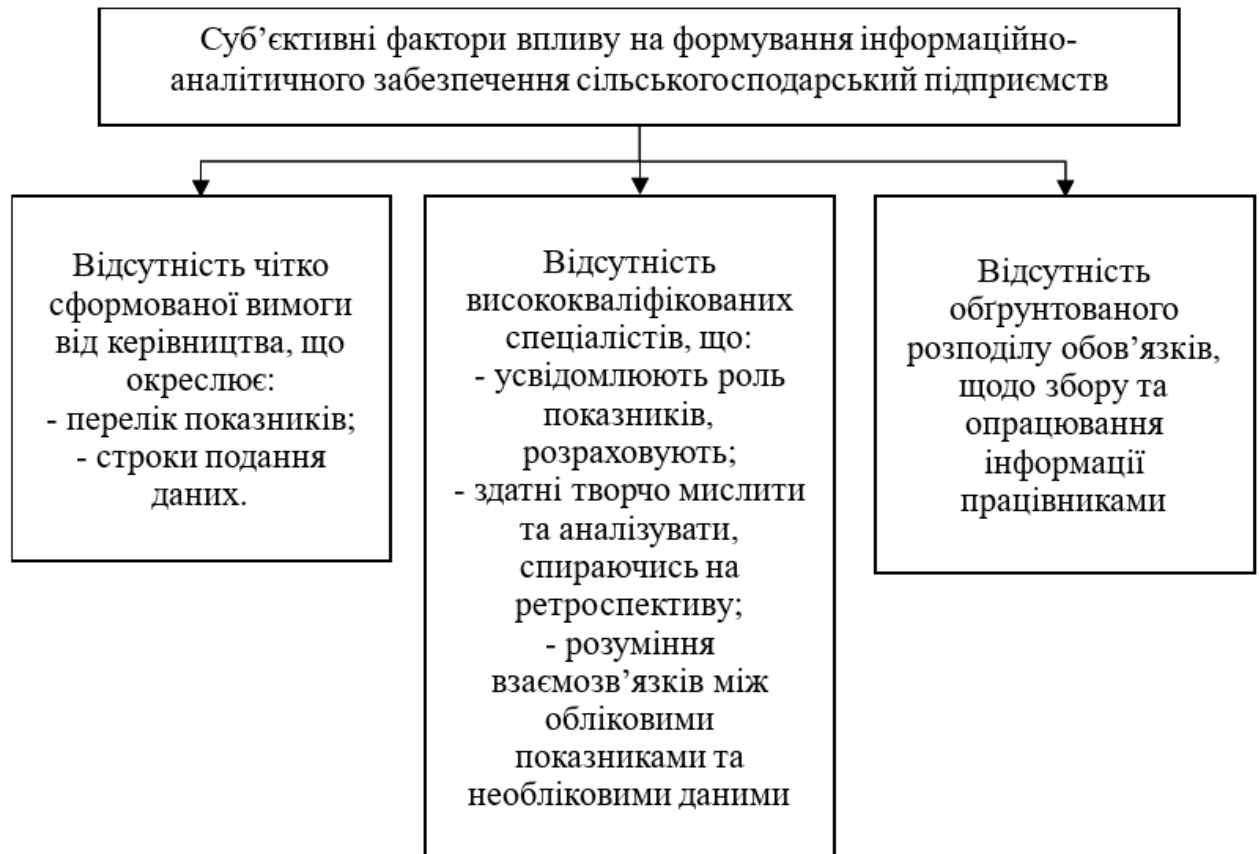 Суб’єктивні фактори впливу на формування інформаційно-
аналітичного забезпечення сільськогосподарський підприємств
Відсутність чітко
сформованої вимоги
від керівництва, що
окреслює:
- перелік показників;
- строки подання
даних.
Відсутність
висококваліфікованих
спеціалістів, що:
- усвідомлюють роль
показників,
розраховують;
- здатні творчо мислити
та аналізувати,
спираючись на
ретроспективу;
- розуміння
взаємозв’язків між
обліковими
показниками та
необліковими даними
Відсутність
обґрунтованого
розподілу обов’язків,
щодо збору та
опрацювання
інформації
працівниками